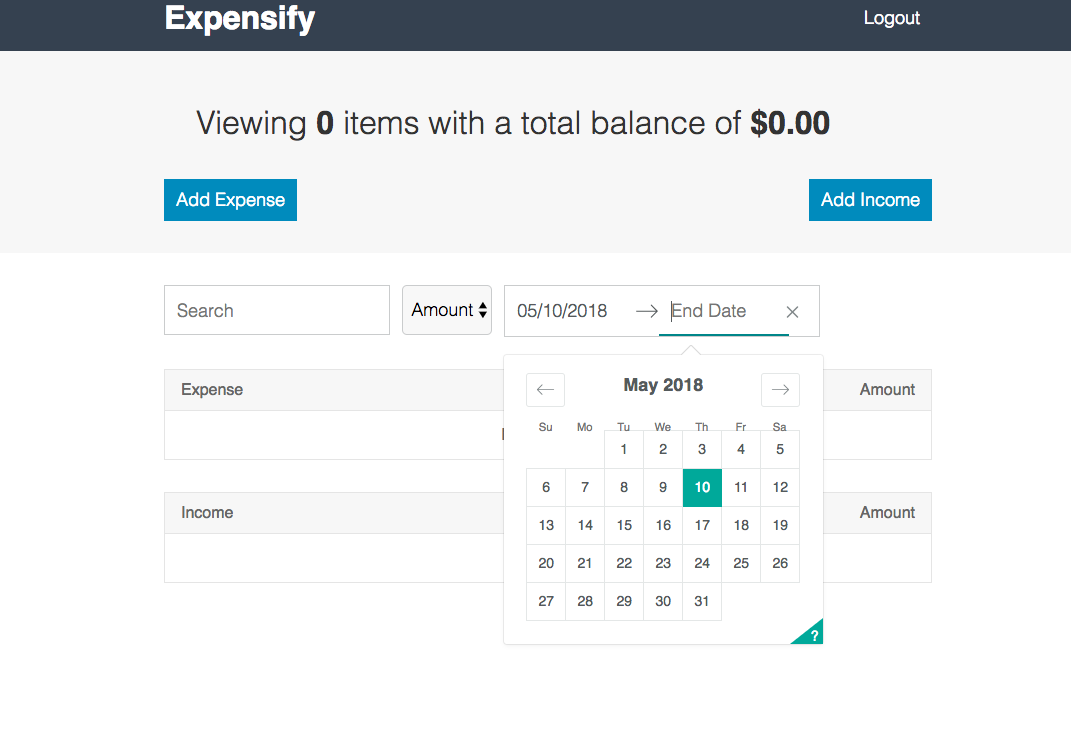 Expensify Logout
Viewing 0 items with a total balance of $0.00
Add Expense Add Income
Search Amount 05/10/2018 → End Date ×
Expense Amount
Income Amount
← May 2018 →
Su Mo Tu We Th Fr Sa
1 2 3 4 5
6 7 8 9 10 11 12
13 14 15 16 17 18 19
20 21 22 23 24 25 26
27 28 29 30 31
?